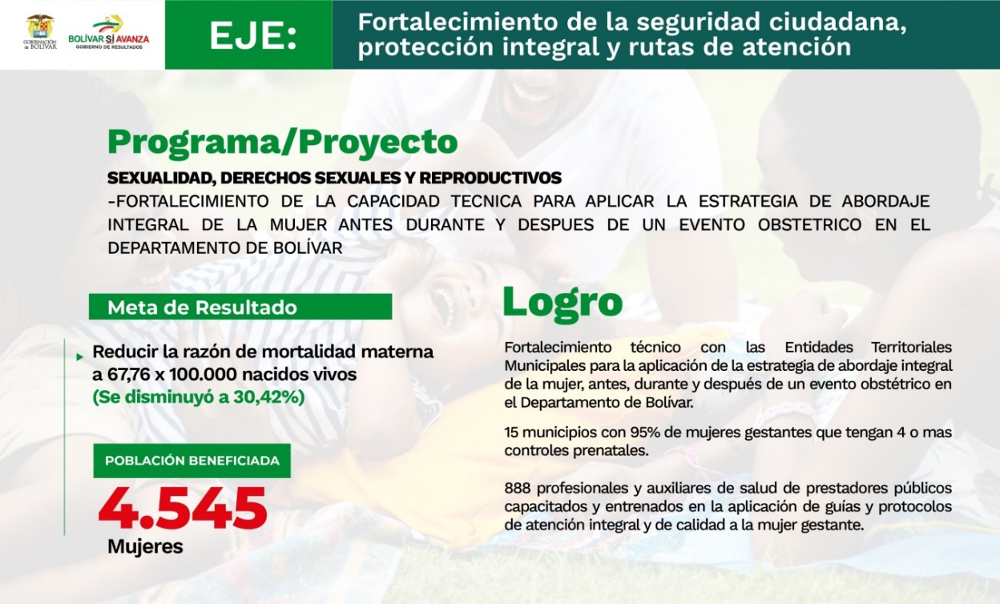 GOBERNACIÓN
de BOLÍVAR
BOLÍVAR SÍ AVANZA
GOBIERNO DE RESULTADOS
EJE:
Fortalecimiento de la seguridad ciudadana,
protección integral y rutas de atención
Programa/Proyecto
SEXUALIDAD, DERECHOS SEXUALES Y REPRODUCTIVOS
-FORTALECIMIENTO DE LA CAPACIDAD TECNICA PARA APLICAR LA ESTRATEGIA DE ABORDAJE
INTEGRAL DE LA MUJER ANTES DURANTE Y DESPUES DE UN EVENTO OBSTETRICO EN EL
DEPARTAMENTO DE BOLÍVAR
Meta de Resultado
Reducir la razón de mortalidad materna
a 67,76 x 100.000 nacidos vivos
(Se disminuyó a 30,42%)
POBLACIÓN BENEFICIADA
4.545
Mujeres
Logro
Fortalecimiento técnico con las Entidades Territoriales
Municipales para la aplicación de la estrategia de abordaje integral
de la mujer, antes, durante y después de un evento obstétrico en
el Departamento de Bolívar.
15 municipios con 95% de mujeres gestantes que tengan 4 o mas
controles prenatales.
888 profesionales y auxiliares de salud de prestadores públicos
capacitados y entrenados en la aplicación de guías y protocolos
de atención integral y de calidad a la mujer gestante.